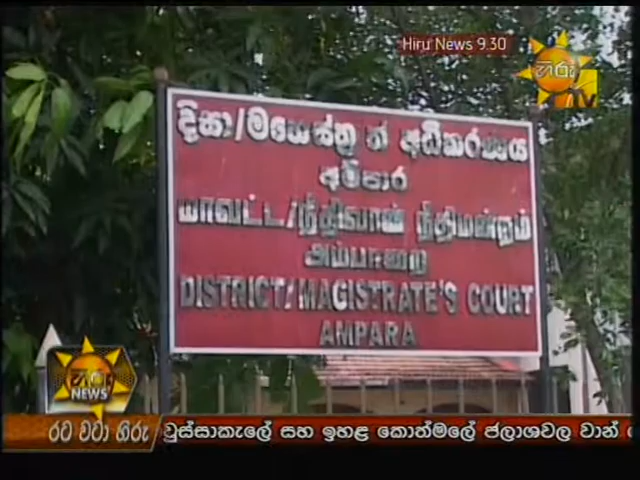 Hiru News 9.30
හිරු
TV
දිසා/මහේස්ත්‍රාත් අධිකරණය
අම්පාර
யாவட்ட/நீதிவான் நீதிமன்றம்
அம்பாறை
DISTRICT/MAGISTRATE'S COURT
AMPARA
හිරු
NEWS
රට වටා හිරු
වුස්සාකැලේ සහ ඉහළ කොත්මලේ ජලාශවල වාන්